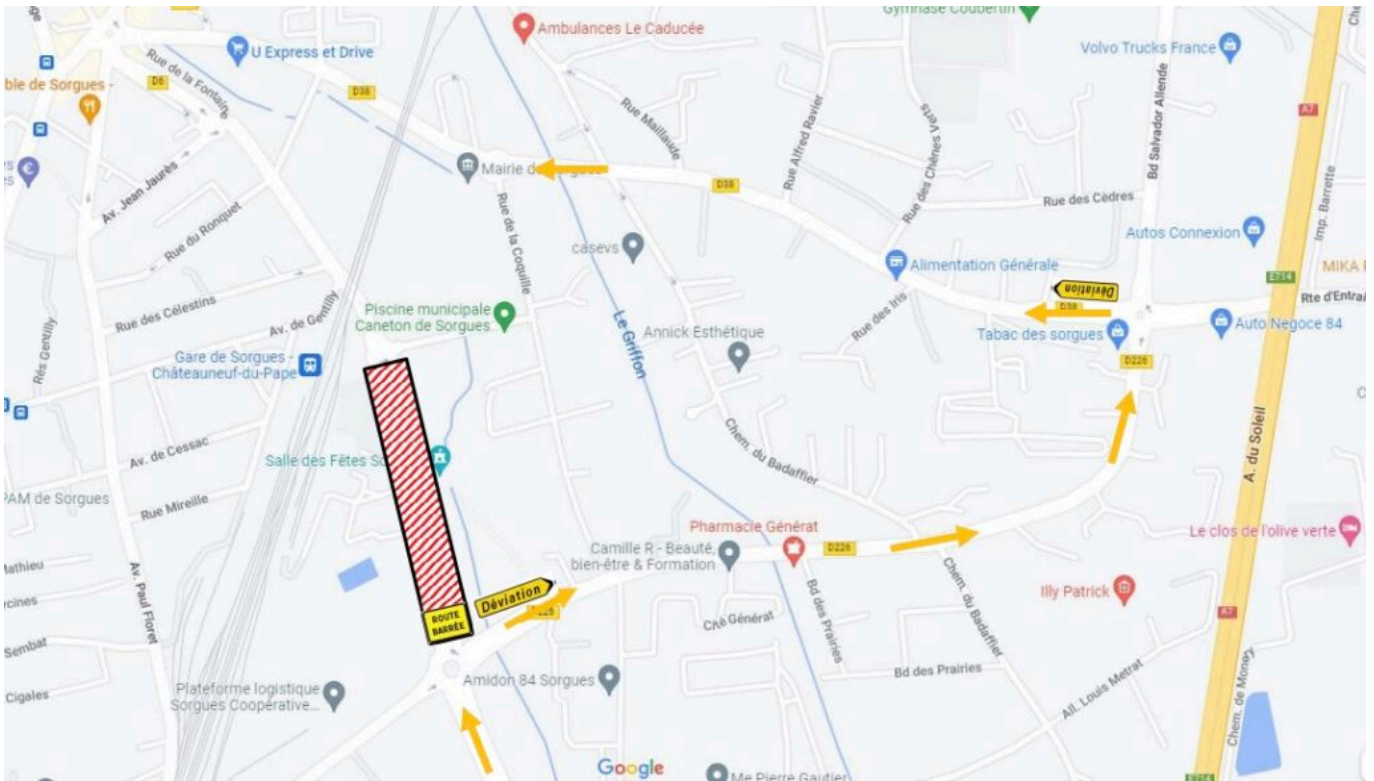 Gymnase Coubertin
Ambulances Le Caducée
Volvo Trucks France
U Express et Drive
Rue de la Fontaine
D6
ble de Sorgues -
D38
Rue Maillaude
Rue Alfred Ravier
Rue des Chênes Verts
Bd Salvador Allende
A7
Imp. Barrette
Mairie de Sorgues
D38
Rue des Cèdres
Av. Jean Jaurès
Rue du Ronquet
Rue de la Coquille
casevs
Autos Connexion
Alimentation Générale
E714
MIKA
Déviation
D38
Rte d'Entrai
Rue des Célestins
Av. de Gentilly
Piscine municipale
Caneton de Sorgues
Le Griffon
Annick Esthétique
Rue des Iris
Tabac des sorgues
Auto Negoce 84
Rés Gentilly
Gare de Sorgues -
Châteauneuf-du-Pape
D226
A. du Soleil
Av. de Cessac
Salle des Fêtes So
Chem. du Badaffier
PAM de Sorgues
Rue Mireille
Pharmacie Générat
D226
Le clos de l'olive verte
Camille R - Beauté,
bien-être & Formation
Mathieu
Av. Paul Floret
Déviation
ROUTE
BARRÉE
Bd des Prairies
Chem. du Badaffier
Illy Patrick
A7
Sembat
Bd des Prairies
Cigales
Plateforme logistique
Sorgues Coopérative...
Amidon 84 Sorgues
All. Louis Metrat
Chem. de Money
Google
Me Pierre Gautier
E714